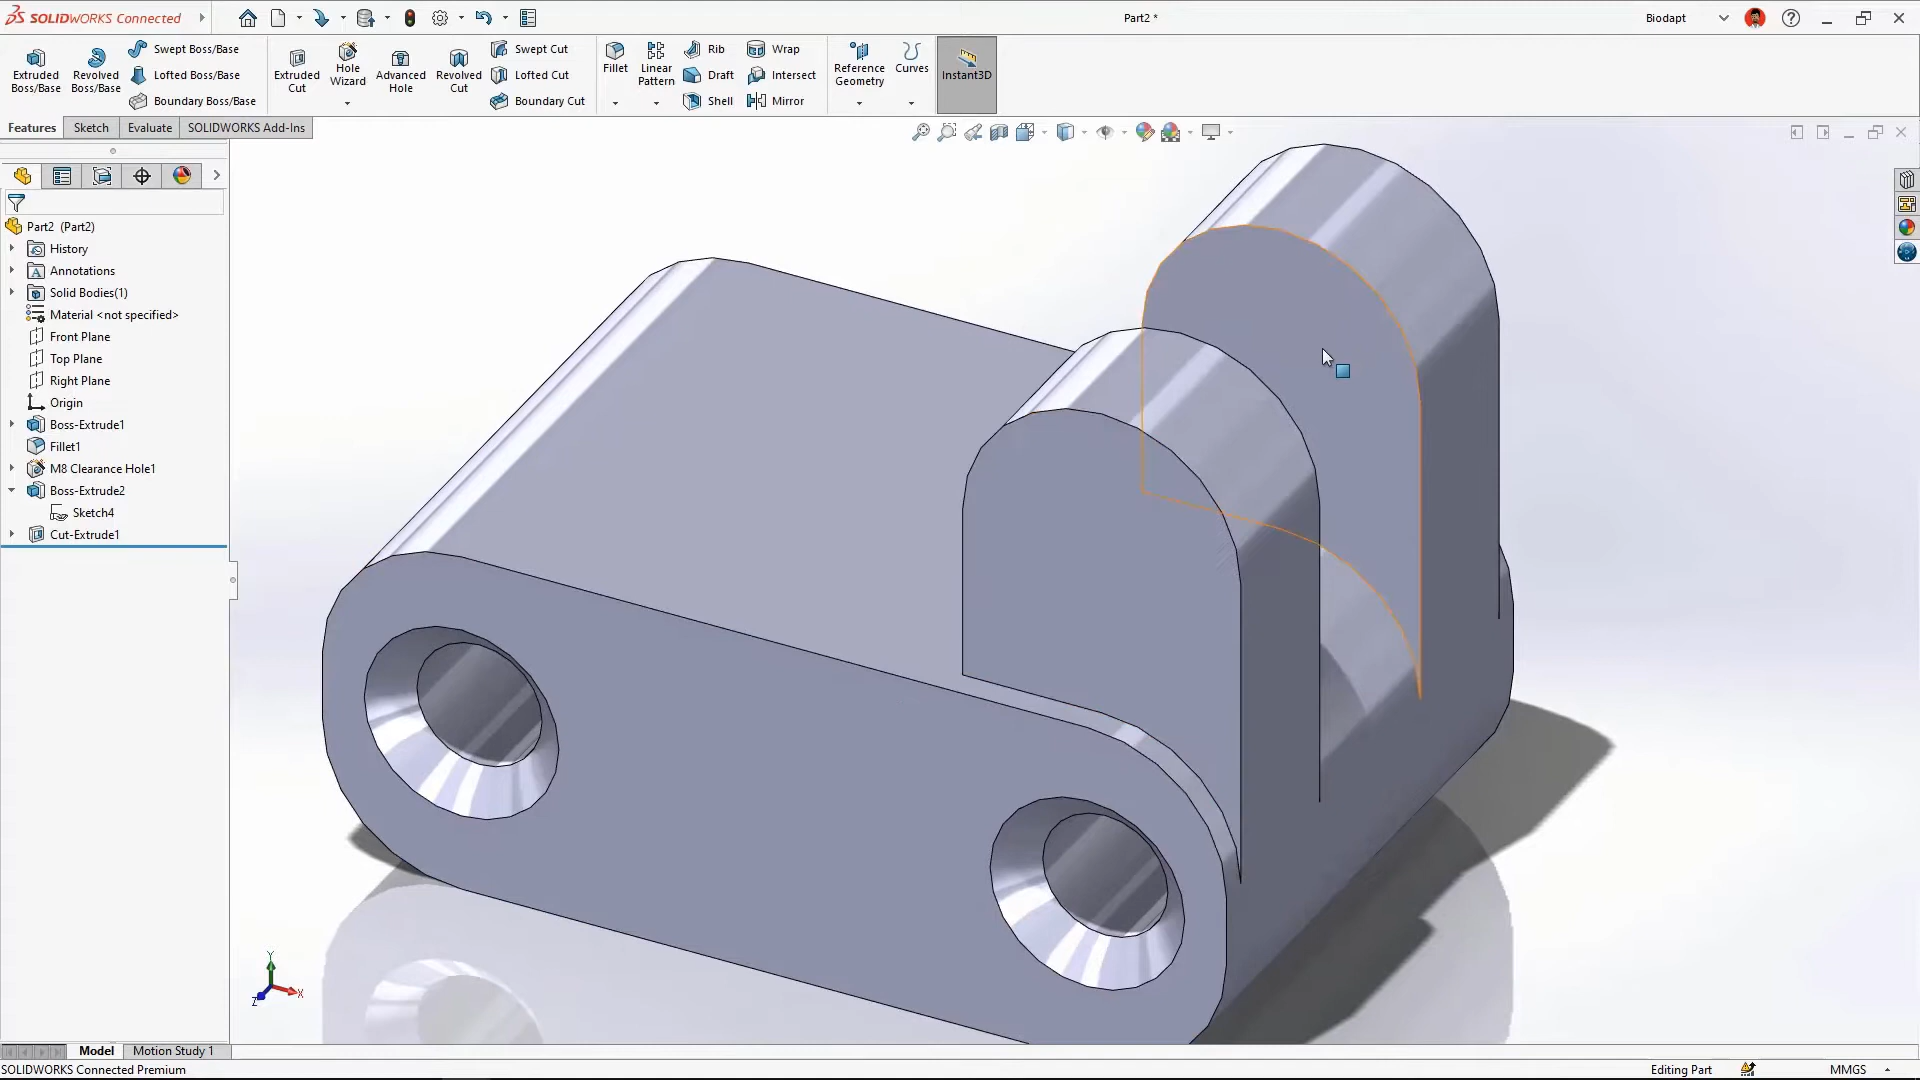 SOLIDWORKS Connected
Part2 *
Biodapt
Extruded Boss/Base
Revolved Boss/Base
Swept Boss/Base
Lofted Boss/Base
Boundary Boss/Base
Extruded Cut
Hole Wizard
Advanced Hole
Revolved Cut
Swept Cut
Lofted Cut
Boundary Cut
Fillet
Linear Pattern
Rib
Draft
Shell
Wrap
Intersect
Mirror
Reference Geometry
Curves
Instant3D
Features
Sketch
Evaluate
SOLIDWORKS Add-Ins
Part2 (Part2)
History
Annotations
Solid Bodies(1)
Material <not specified>
Front Plane
Top Plane
Right Plane
Origin
Boss-Extrude1
Fillet1
M8 Clearance Hole1
Boss-Extrude2
Sketch4
Cut-Extrude1
Y
X
Z
Model
Motion Study 1
SOLIDWORKS Connected Premium
Editing Part
MMGS